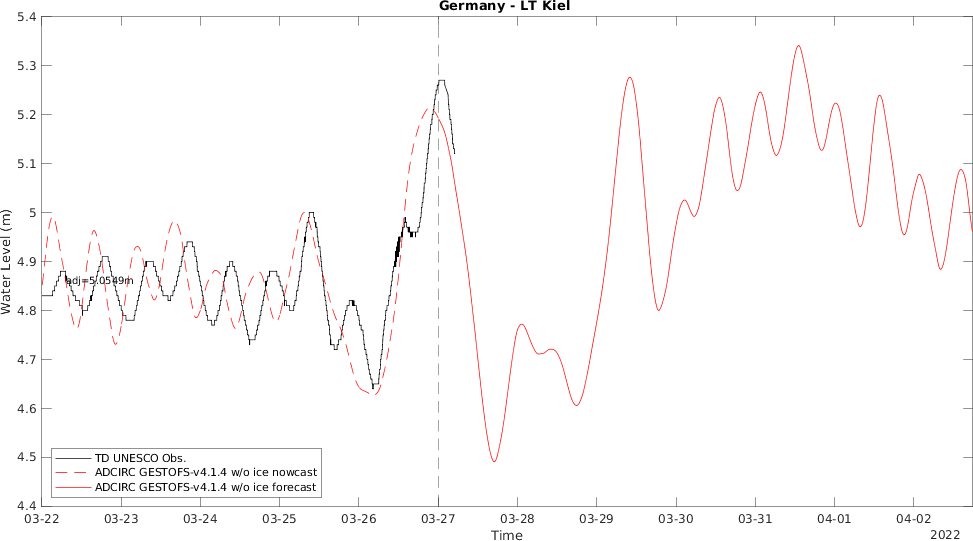 Germany - LT Kiel
5.4
5.3
5.2
5.1
5
4.9
4.8
4.7
4.6
4.5
4.4
Water Level (m)
adj=5.0549m
TD UNESCO Obs.
ADCIRC GESTOFS-v4.1.4 w/o ice nowcast
ADCIRC GESTOFS-v4.1.4 w/o ice forecast
03-22 03-23 03-24 03-25 03-26 03-27 03-28 03-29 03-30 03-31 04-01 04-02
Time
2022